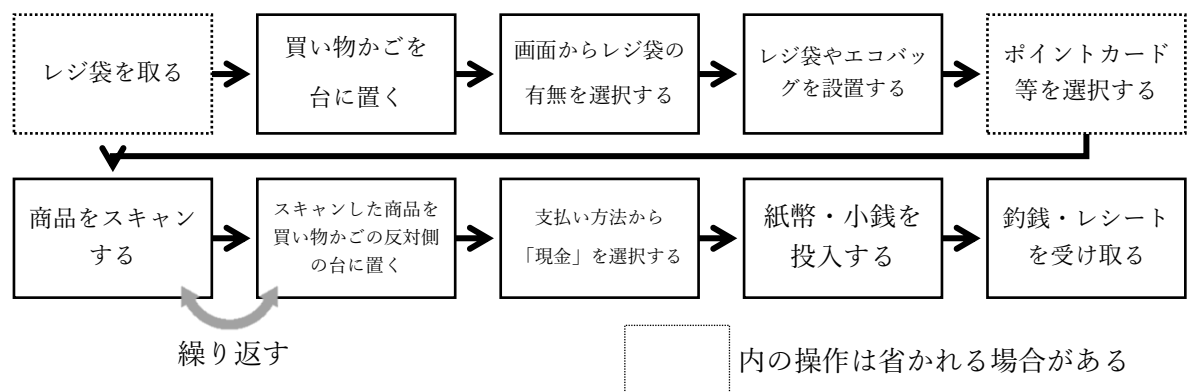 レジ袋を取る
買い物かごを
台に置く
画面からレジ袋の
有無を選択する
レジ袋やエコバッ
グを設置する
ポイントカード
等を選択する
商品をスキャン
する
スキャンした商品を
買い物かごの反対側
の台に置く
支払い方法から
「現金」を選択する
紙幣・小銭を
投入する
釣銭・レシート
を受け取る
繰り返す
内の操作は省かれる場合がある